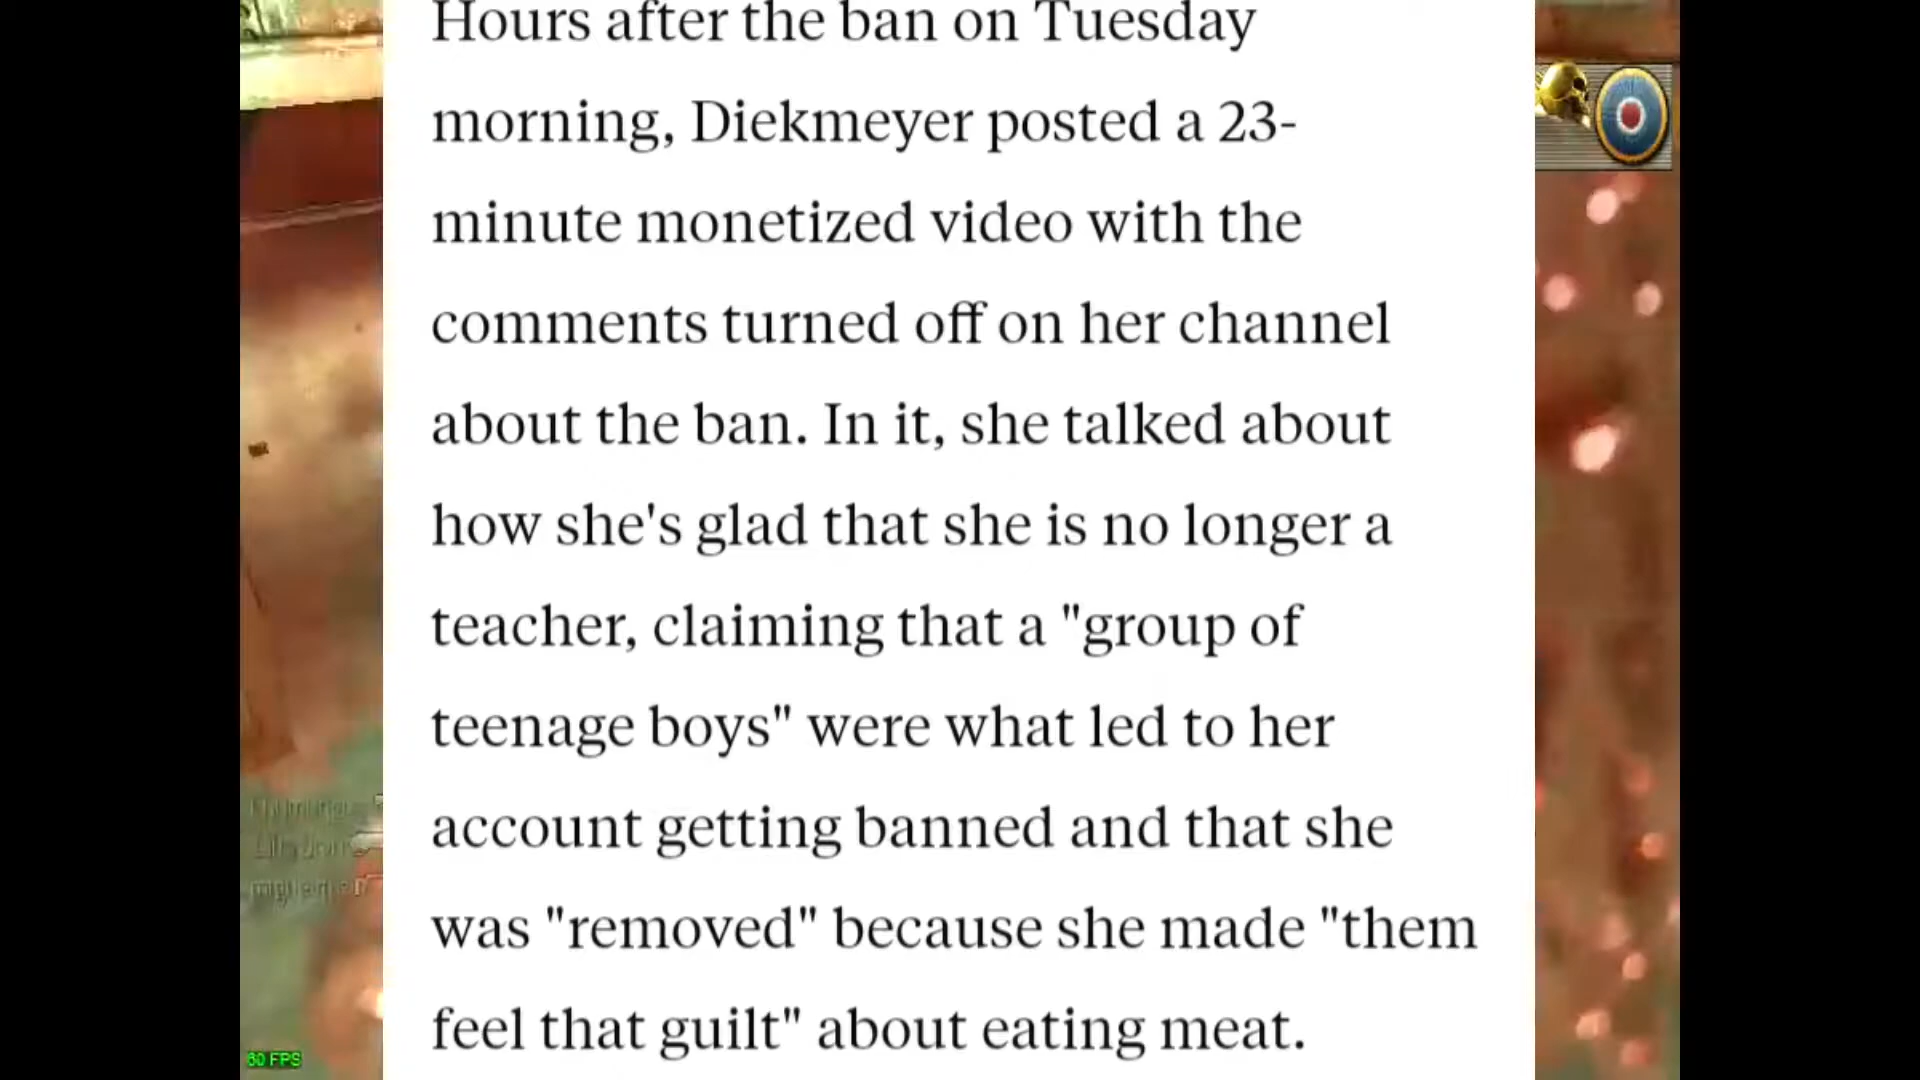 Hours after the ban on Tuesday
morning, Diekmeyer posted a 23-
minute monetized video with the
comments turned off on her channel
about the ban. In it, she talked about
how she's glad that she is no longer a
teacher, claiming that a "group of
teenage boys" were what led to her
account getting banned and that she
was "removed" because she made "them
feel that guilt" about eating meat.
60 FPS